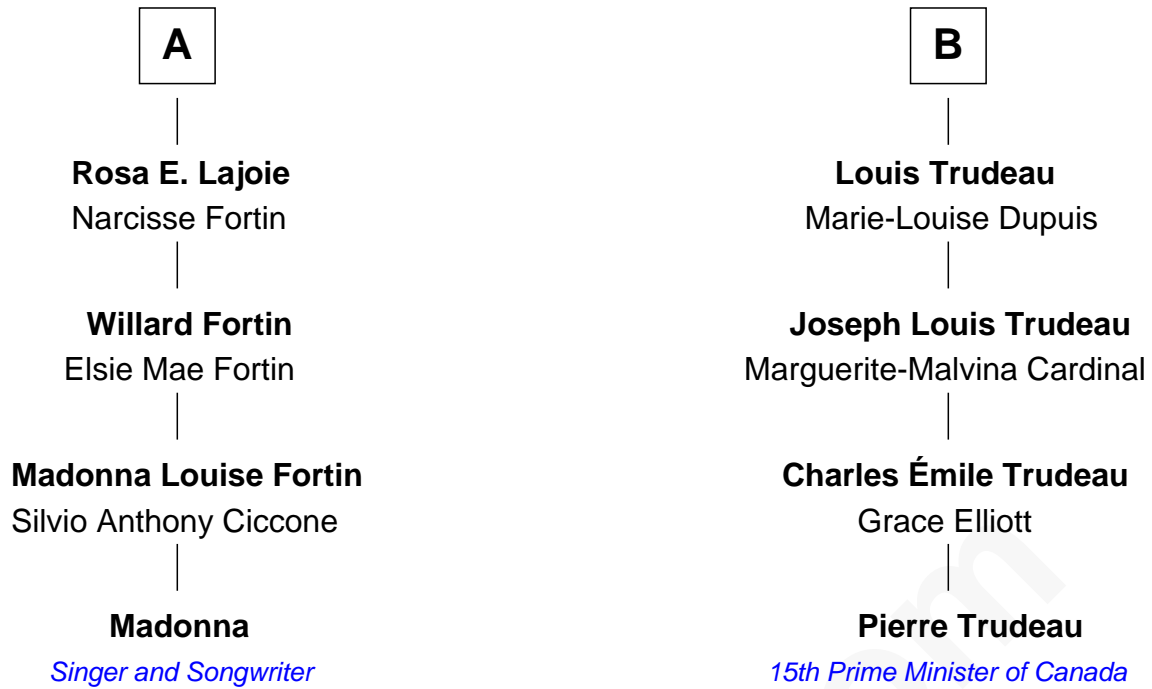 A
Rosa E. Lajoie
Narcisse Fortin
Willard Fortin
Elsie Mae Fortin
Madonna Louise Fortin
Silvio Anthony Ciccone
Madonna
Singer and Songwriter
B
Louis Trudeau
Marie-Louise Dupuis
Joseph Louis Trudeau
Marguerite-Malvina Cardinal
Charles Émile Trudeau
Grace Elliott
Pierre Trudeau
15th Prime Minister of Canada